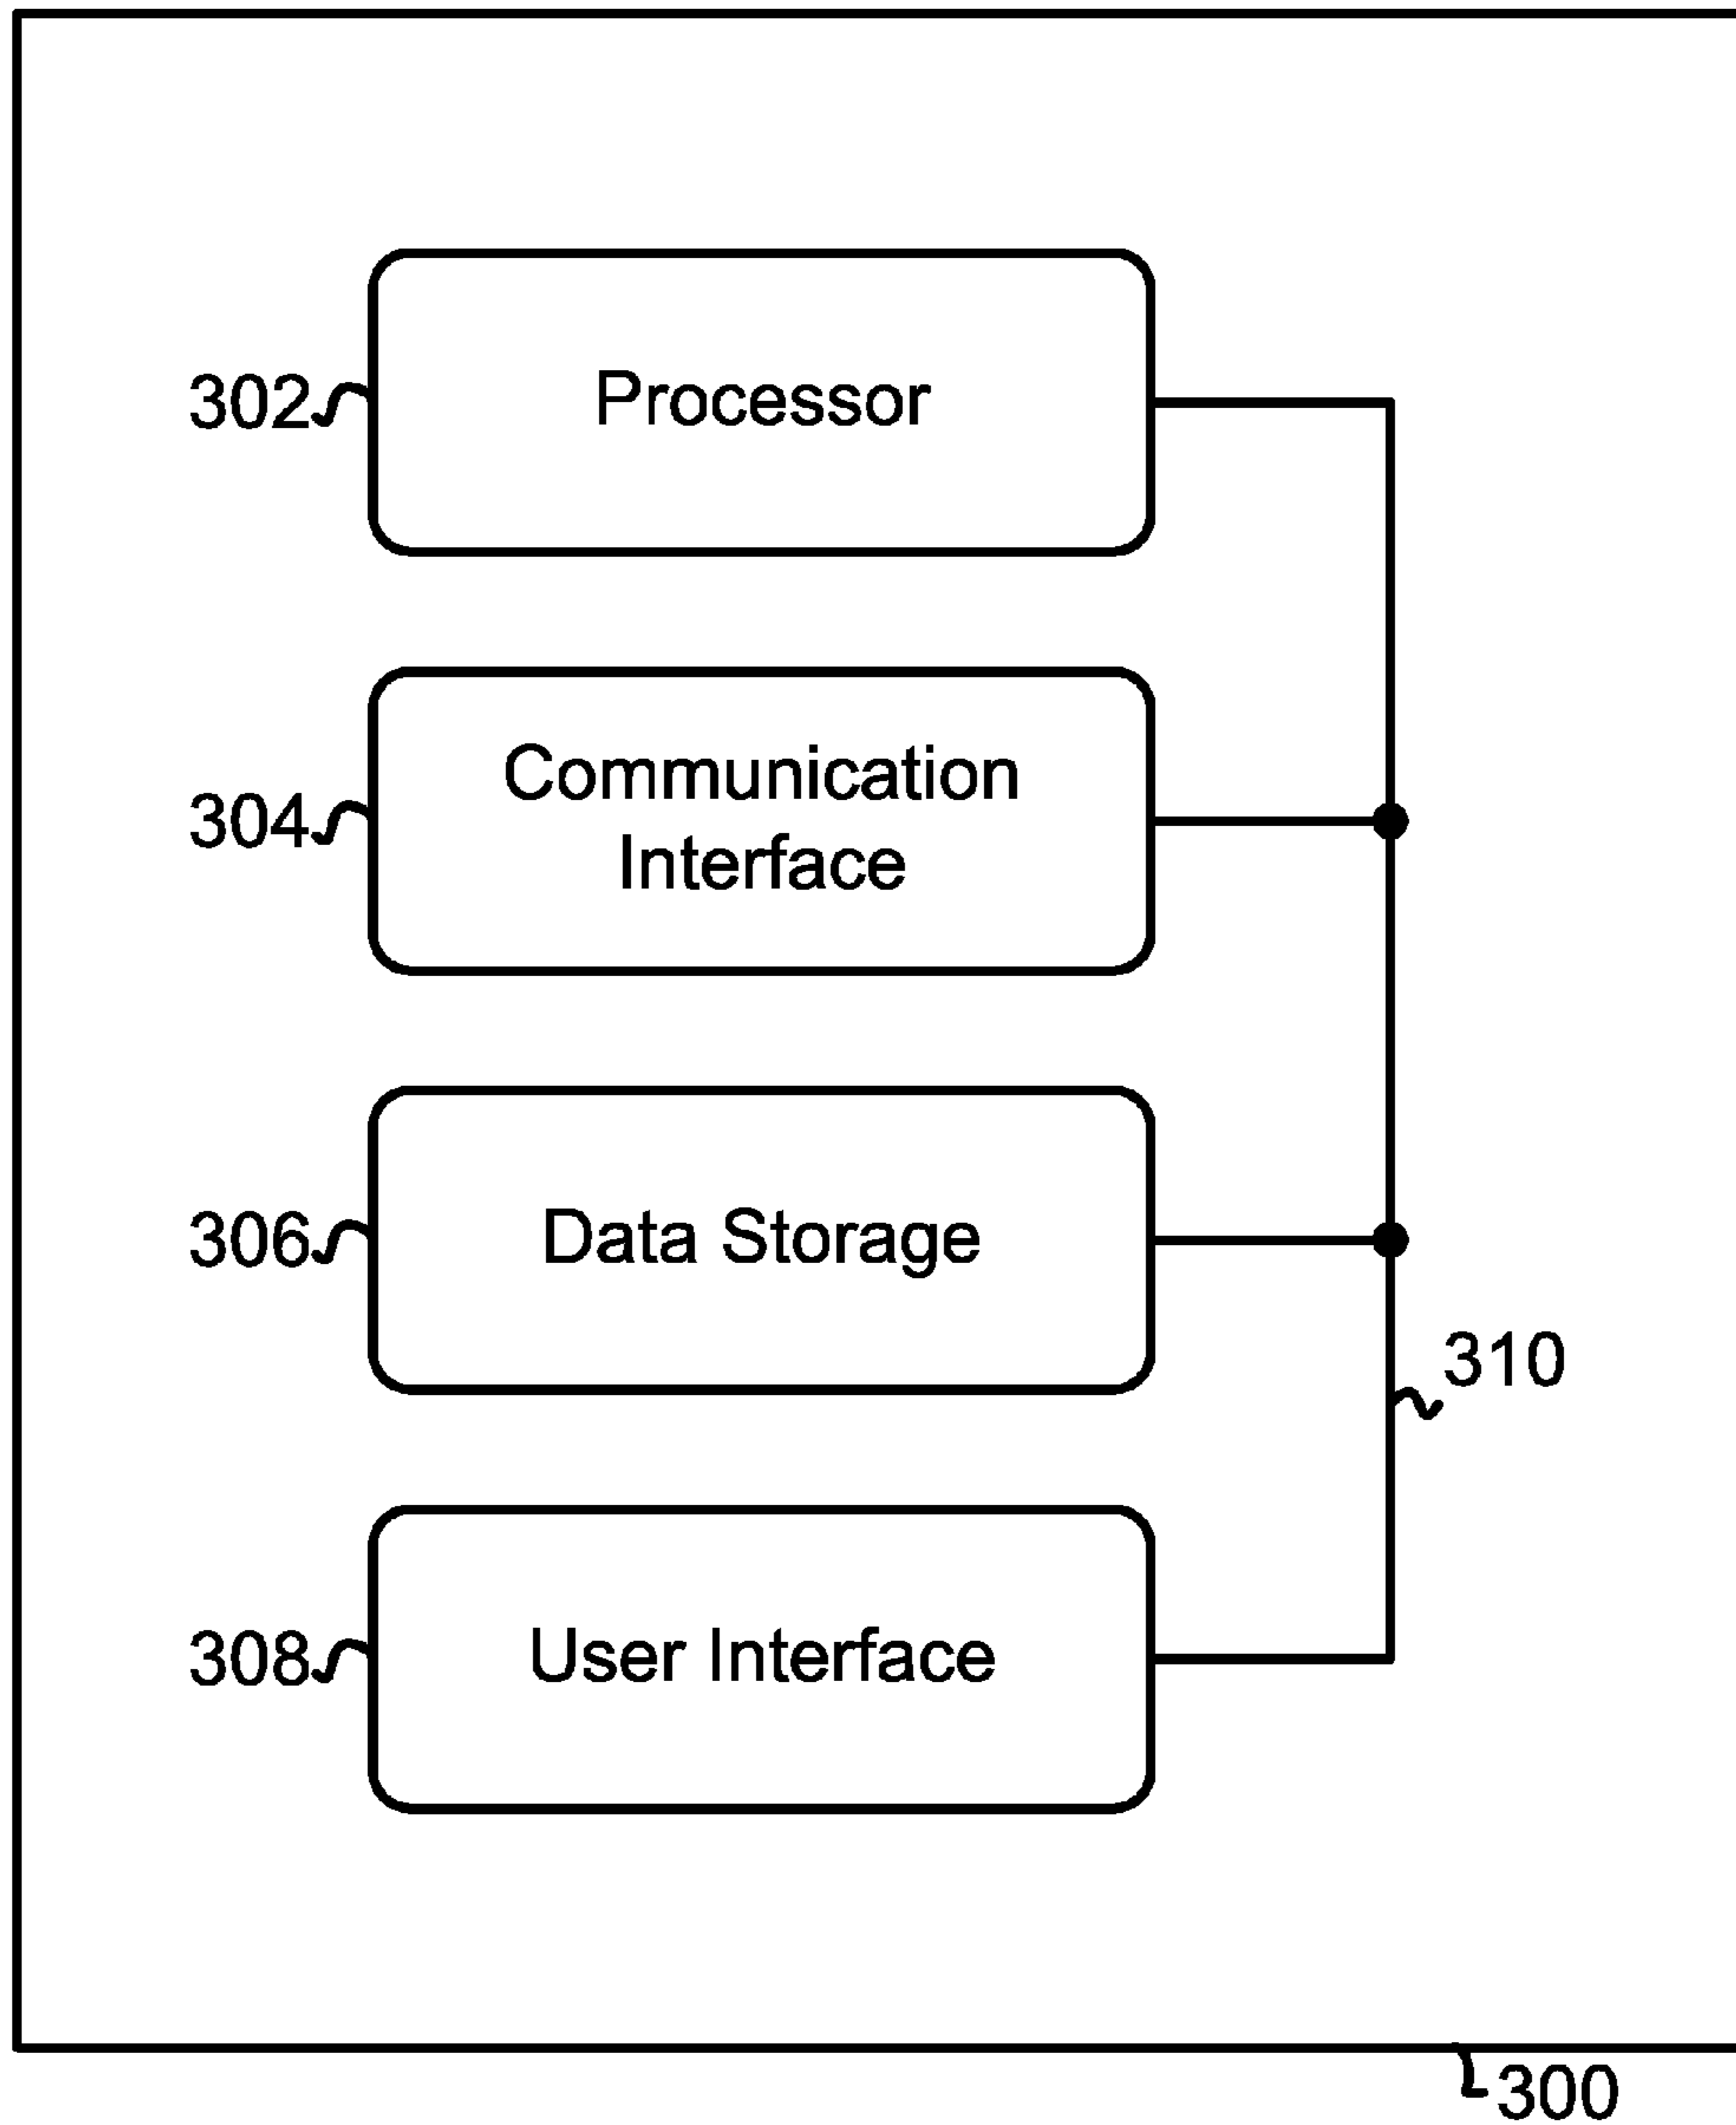 302
Processor
304
Communication
Interface
306
Data Storage
310
308
User Interface
300